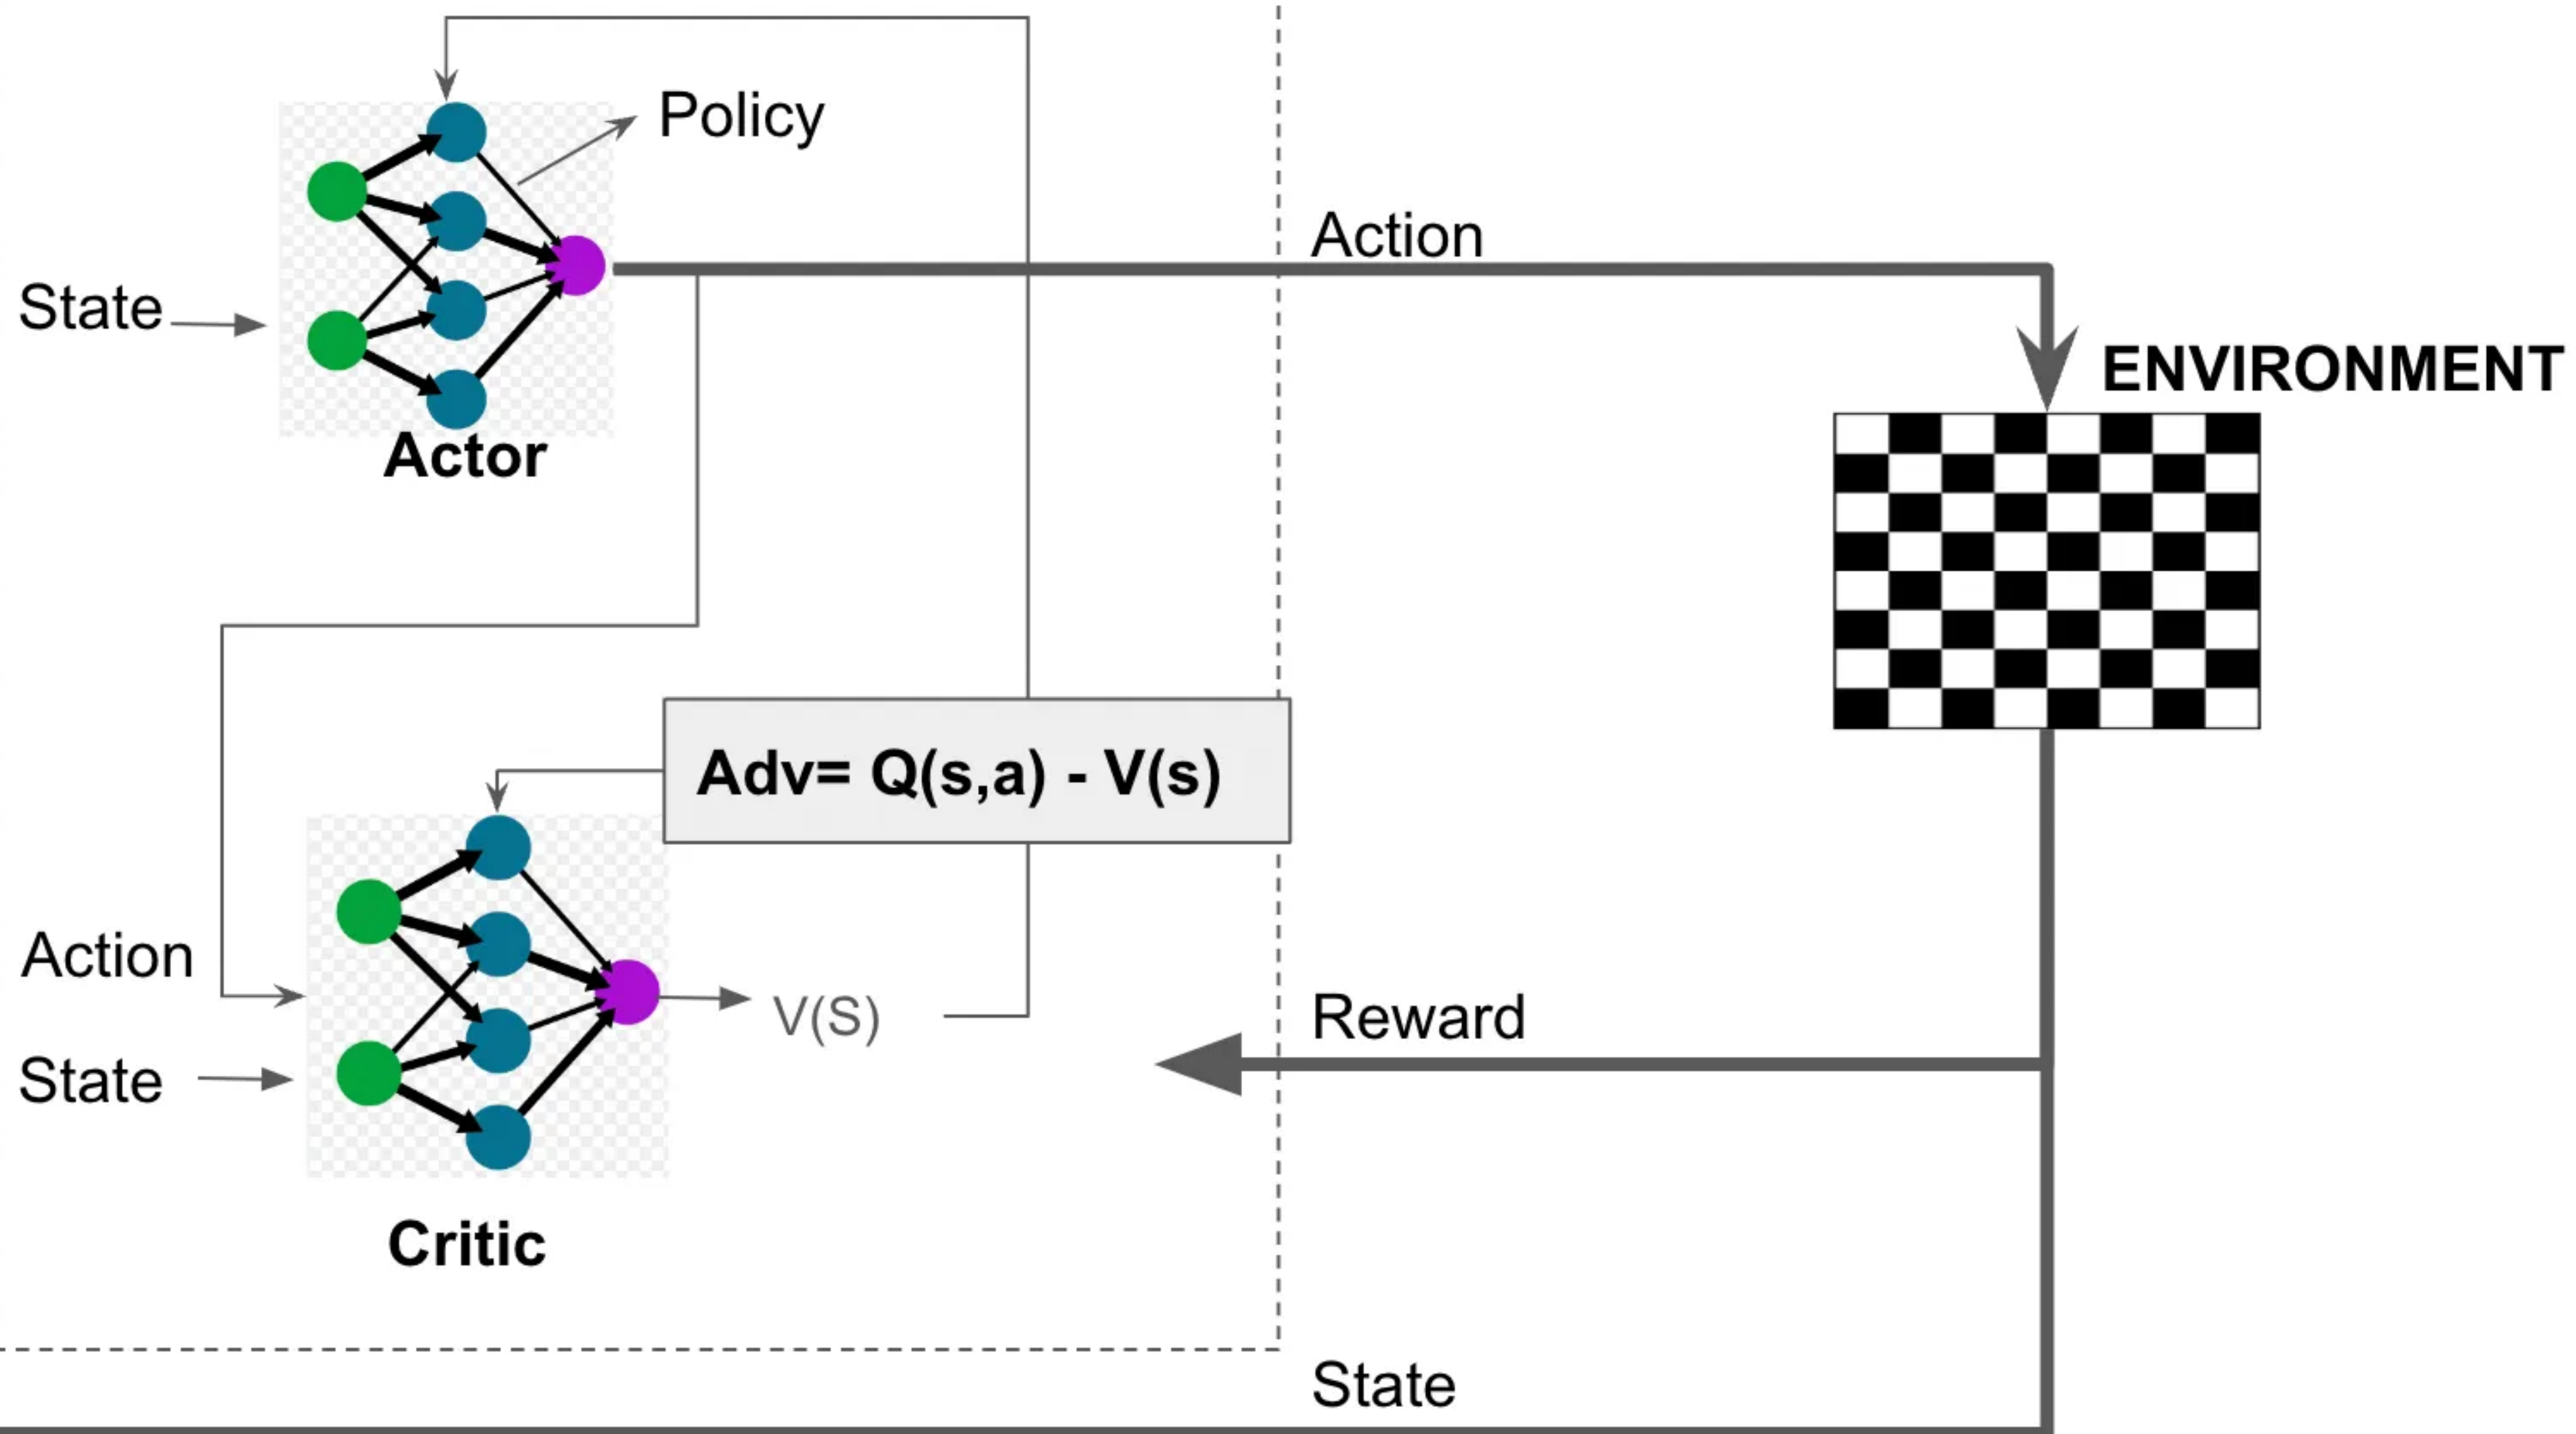 Policy
Action
State
ENVIRONMENT
Actor
Adv= Q(s,a) - V(s)
Action
V(S)
Reward
State
Critic
State